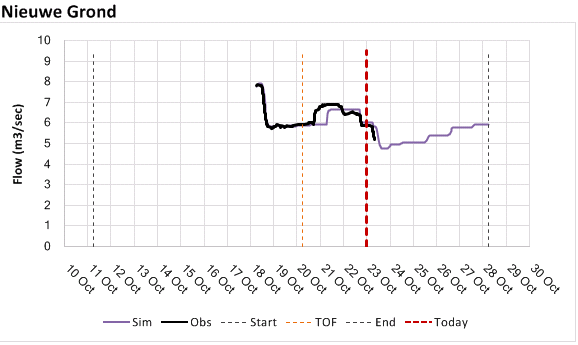 Nieuwe Grond
10
9
8
7
6
5
4
3
2
1
0
Flow (m3/sec)
10 Oct
11 Oct
12 Oct
13 Oct
14 Oct
15 Oct
16 Oct
17 Oct
18 Oct
19 Oct
20 Oct
21 Oct
22 Oct
23 Oct
24 Oct
25 Oct
26 Oct
27 Oct
28 Oct
28 Oct
30 Oct
Sim Obs Start TOF End Today